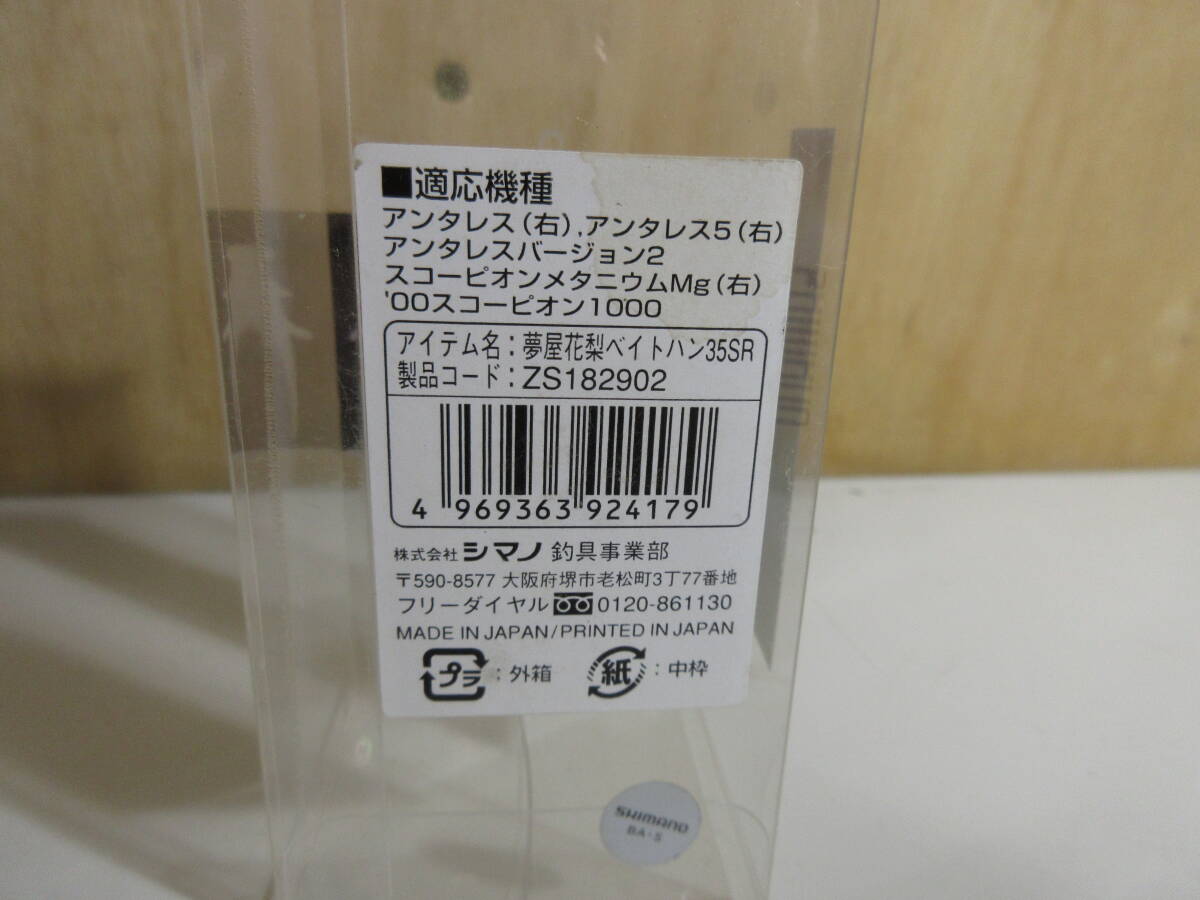 ■適応機種
アンタレス(右),アンタレス5(右)
アンタレスバージョン2
スコーピオンメタニウムMg(右)
'00スコーピオン1000
アイテム名:夢屋花梨ベイトハン35SR
製品コード:ZS182902
4 969363 924179
株式会社シマノ 釣具事業部
〒590-8577 大阪府堺市老松町3丁77番地
フリーダイヤル 0120-861130
MADE IN JAPAN/PRINTED IN JAPAN
プラ:外箱 紙:中枠
SHIMANO
BA-S